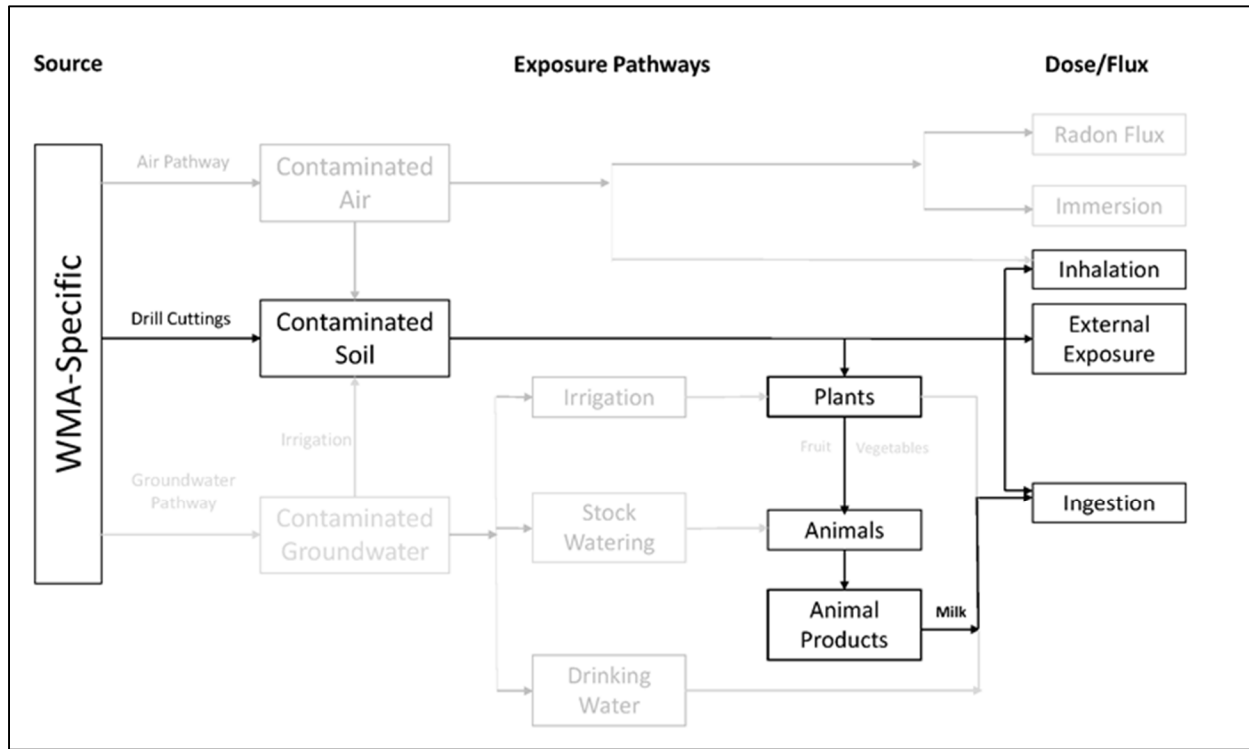 Source
Exposure Pathways
Dose/Flux
WMA-Specific
Air Pathway
Contaminated
Air
Radon Flux
Immersion
Inhalation
Drill Cuttings
Contaminated
Soil
External
Exposure
Irrigation
Plants
Irrigation
Fruit
Vegetables
Groundwater
Pathway
Contaminated
Groundwater
Stock
Watering
Animals
Ingestion
Animal
Products
Milk
Drinking
Water